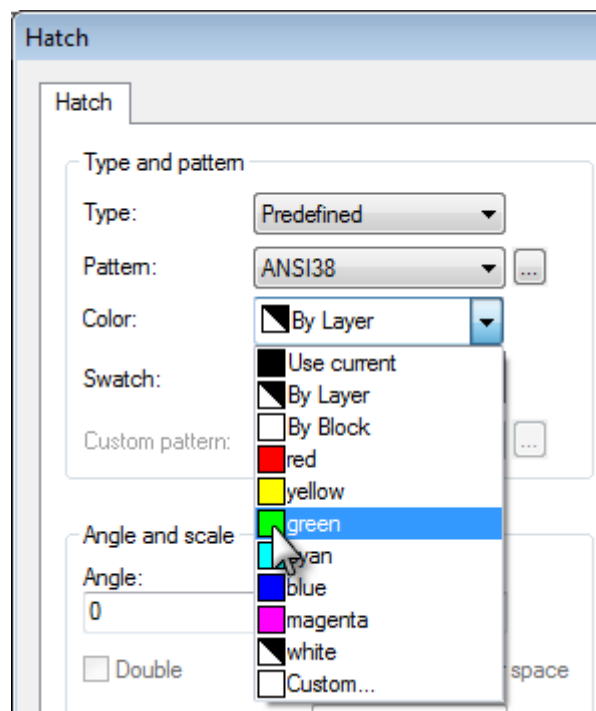 Hatch
Hatch
Type and pattern
Type: Predefined
Pattern: ANSI38 ...
Color: By Layer
Use current
Swatch:
By Layer
By Block
Custom pattern: ...
red
yellow
green
Angle and scale
Angle:
blue
0
magenta
white
Double space
Custom...